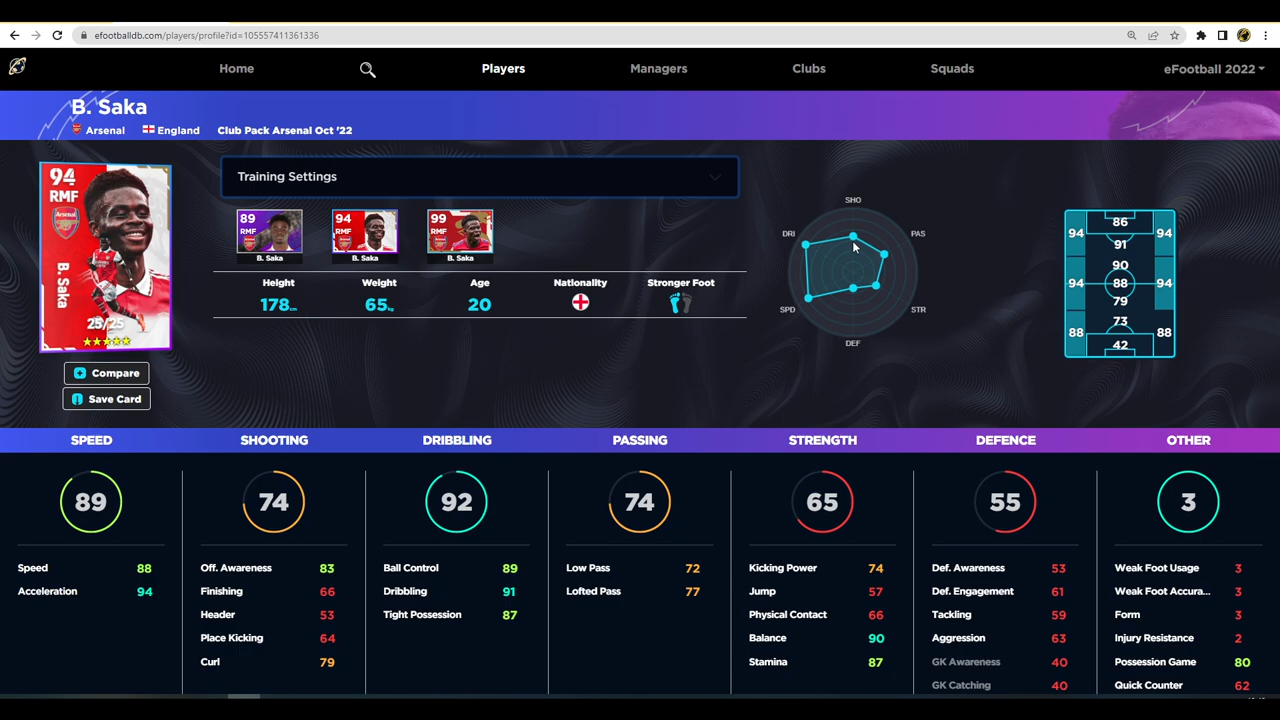 efootballdb.com/players/profile?id=105557411361336
Home Players Managers Clubs Squads eFootball 2022
B. Saka
Arsenal England Club Pack Arsenal Oct '22
94
RMF
Arsenal
B. Saka
25/25
Training Settings
89 RMF B. Saka
94 RMF B. Saka
99 RMF B. Saka
Height Weight Age Nationality Stronger Foot
178cm 65kg 20
Compare
Save Card
SHO
DRI PAS
SPD STR
DEF
86
94 94
91
90
94 88 94
79
73
88 88
42
SPEED SHOOTING DRIBBLING PASSING STRENGTH DEFENCE OTHER
89 74 92 74 65 55 3
Speed 88
Acceleration 94
Off. Awareness 83
Finishing 66
Header 53
Place Kicking 64
Curl 79
Ball Control 89
Dribbling 91
Tight Possession 87
Low Pass 72
Lofted Pass 77
Kicking Power 74
Jump 57
Physical Contact 66
Balance 90
Stamina 87
Def. Awareness 53
Def. Engagement 61
Tackling 59
Aggression 63
GK Awareness 40
GK Catching 40
Weak Foot Usage 3
Weak Foot Accura... 3
Form 3
Injury Resistance 2
Possession Game 80
Quick Counter 62